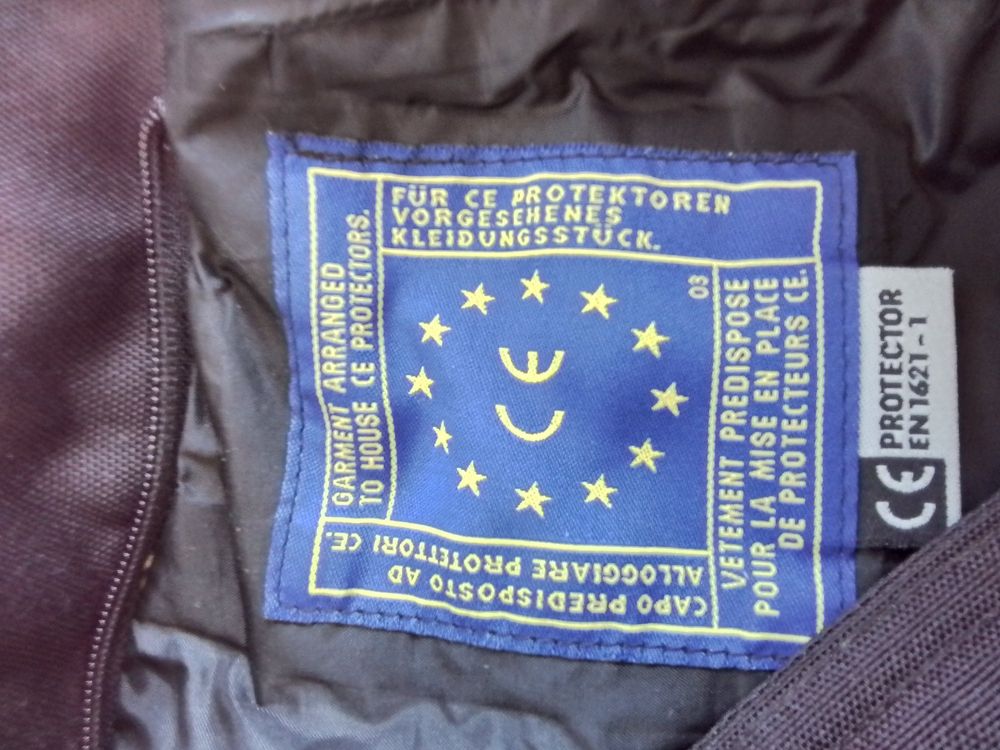 FÜR CE PROTEKTOREN
VORGESEHENES
KLEIDUNGSSTÜCK.
GARMENT ARRANGED
TO HOUSE CE PROTECTORS.
03
CE
VETEMENT PREDISPOSE
POUR LA MISE EN PLACE
DE PROTECTEURS CE.
CAPO PREDISPOSTO AD
ALLOGGIARE PROTETTORI CE.
CE PROTECTOR
EN1621-1